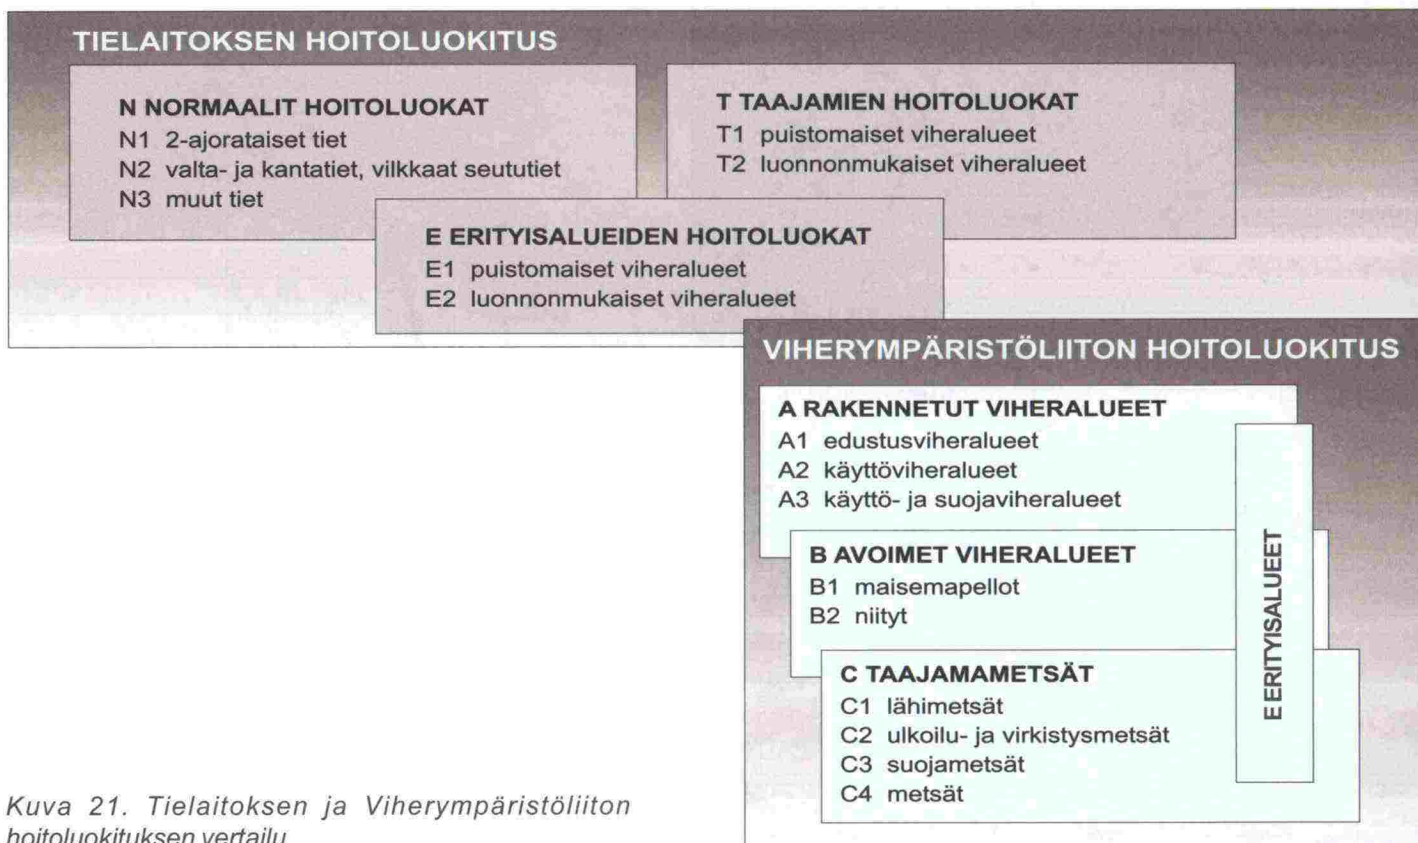 TIELAITOKSEN HOITOLUOKITUS
N NORMAALIT HOITOLUOKAT
N1 2-ajorataiset tiet
N2 valta- ja kantatiet, vilkkaat seututiet
N3 muut tiet
T TAAJAMIEN HOITOLUOKAT
T1 puistomaiset viheralueet
T2 luonnonmukaiset viheralueet
E ERITYISALUEIDEN HOITOLUOKAT
E1 puistomaiset viheralueet
E2 luonnonmukaiset viheralueet
VIHERYMPÄRISTÖLIITON HOITOLUOKITUS
A RAKENNETUT VIHERALUEET
A1 edustusviheralueet
A2 käyttöviheralueet
A3 käyttö- ja suojaviheralueet
B AVOIMET VIHERALUEET
B1 maisemapellot
B2 niityt
C TAAJAMAMETSÄT
C1 lähimetsät
C2 ulkoilu- ja virkistysmetsät
C3 suojametsät
C4 metsät
E ERITYISALUEET
Kuva 21. Tielaitoksen ja Viherympäristöliiton
hoitoluokituksen vertailu